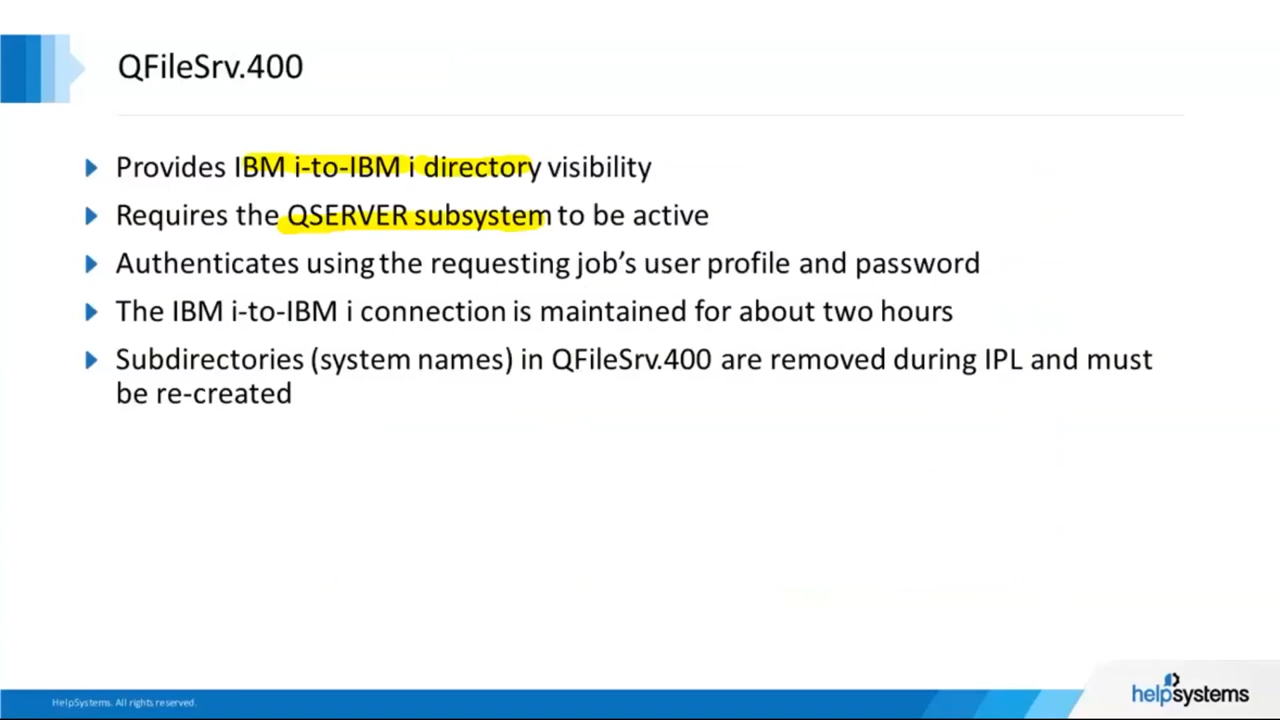 QFileSrv.400
Provides IBM i-to-IBM i directory visibility
Requires the QSERVER subsystem to be active
Authenticates using the requesting job’s user profile and password
The IBM i-to-IBM i connection is maintained for about two hours
Subdirectories (system names) in QFileSrv.400 are removed during IPL and must
be re-created
HelpSystems. All rights reserved.
helpsystems